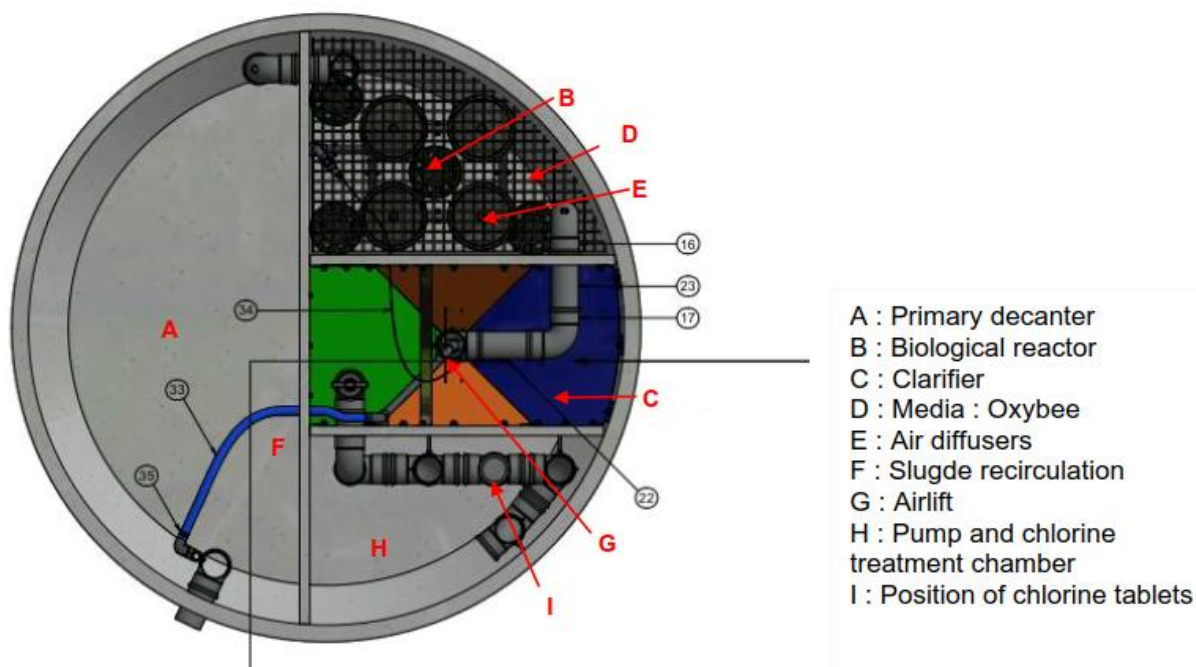 B
D
E
16
23
34
17
A
33
C
F
35
22
H
G
I
A : Primary decanter
B : Biological reactor
C : Clarifier
D : Media : Oxybee
E : Air diffusers
F : Slugde recirculation
G : Airlift
H : Pump and chlorine
treatment chamber
I : Position of chlorine tablets